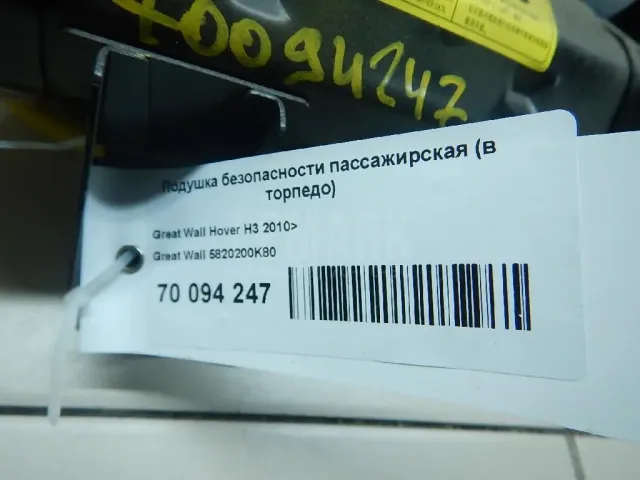 70094247
Подушка безопасности пассажирская (в
торпедо)
Great Wall Hover H3 2010>
Great Wall 5820200K80
70 094 247